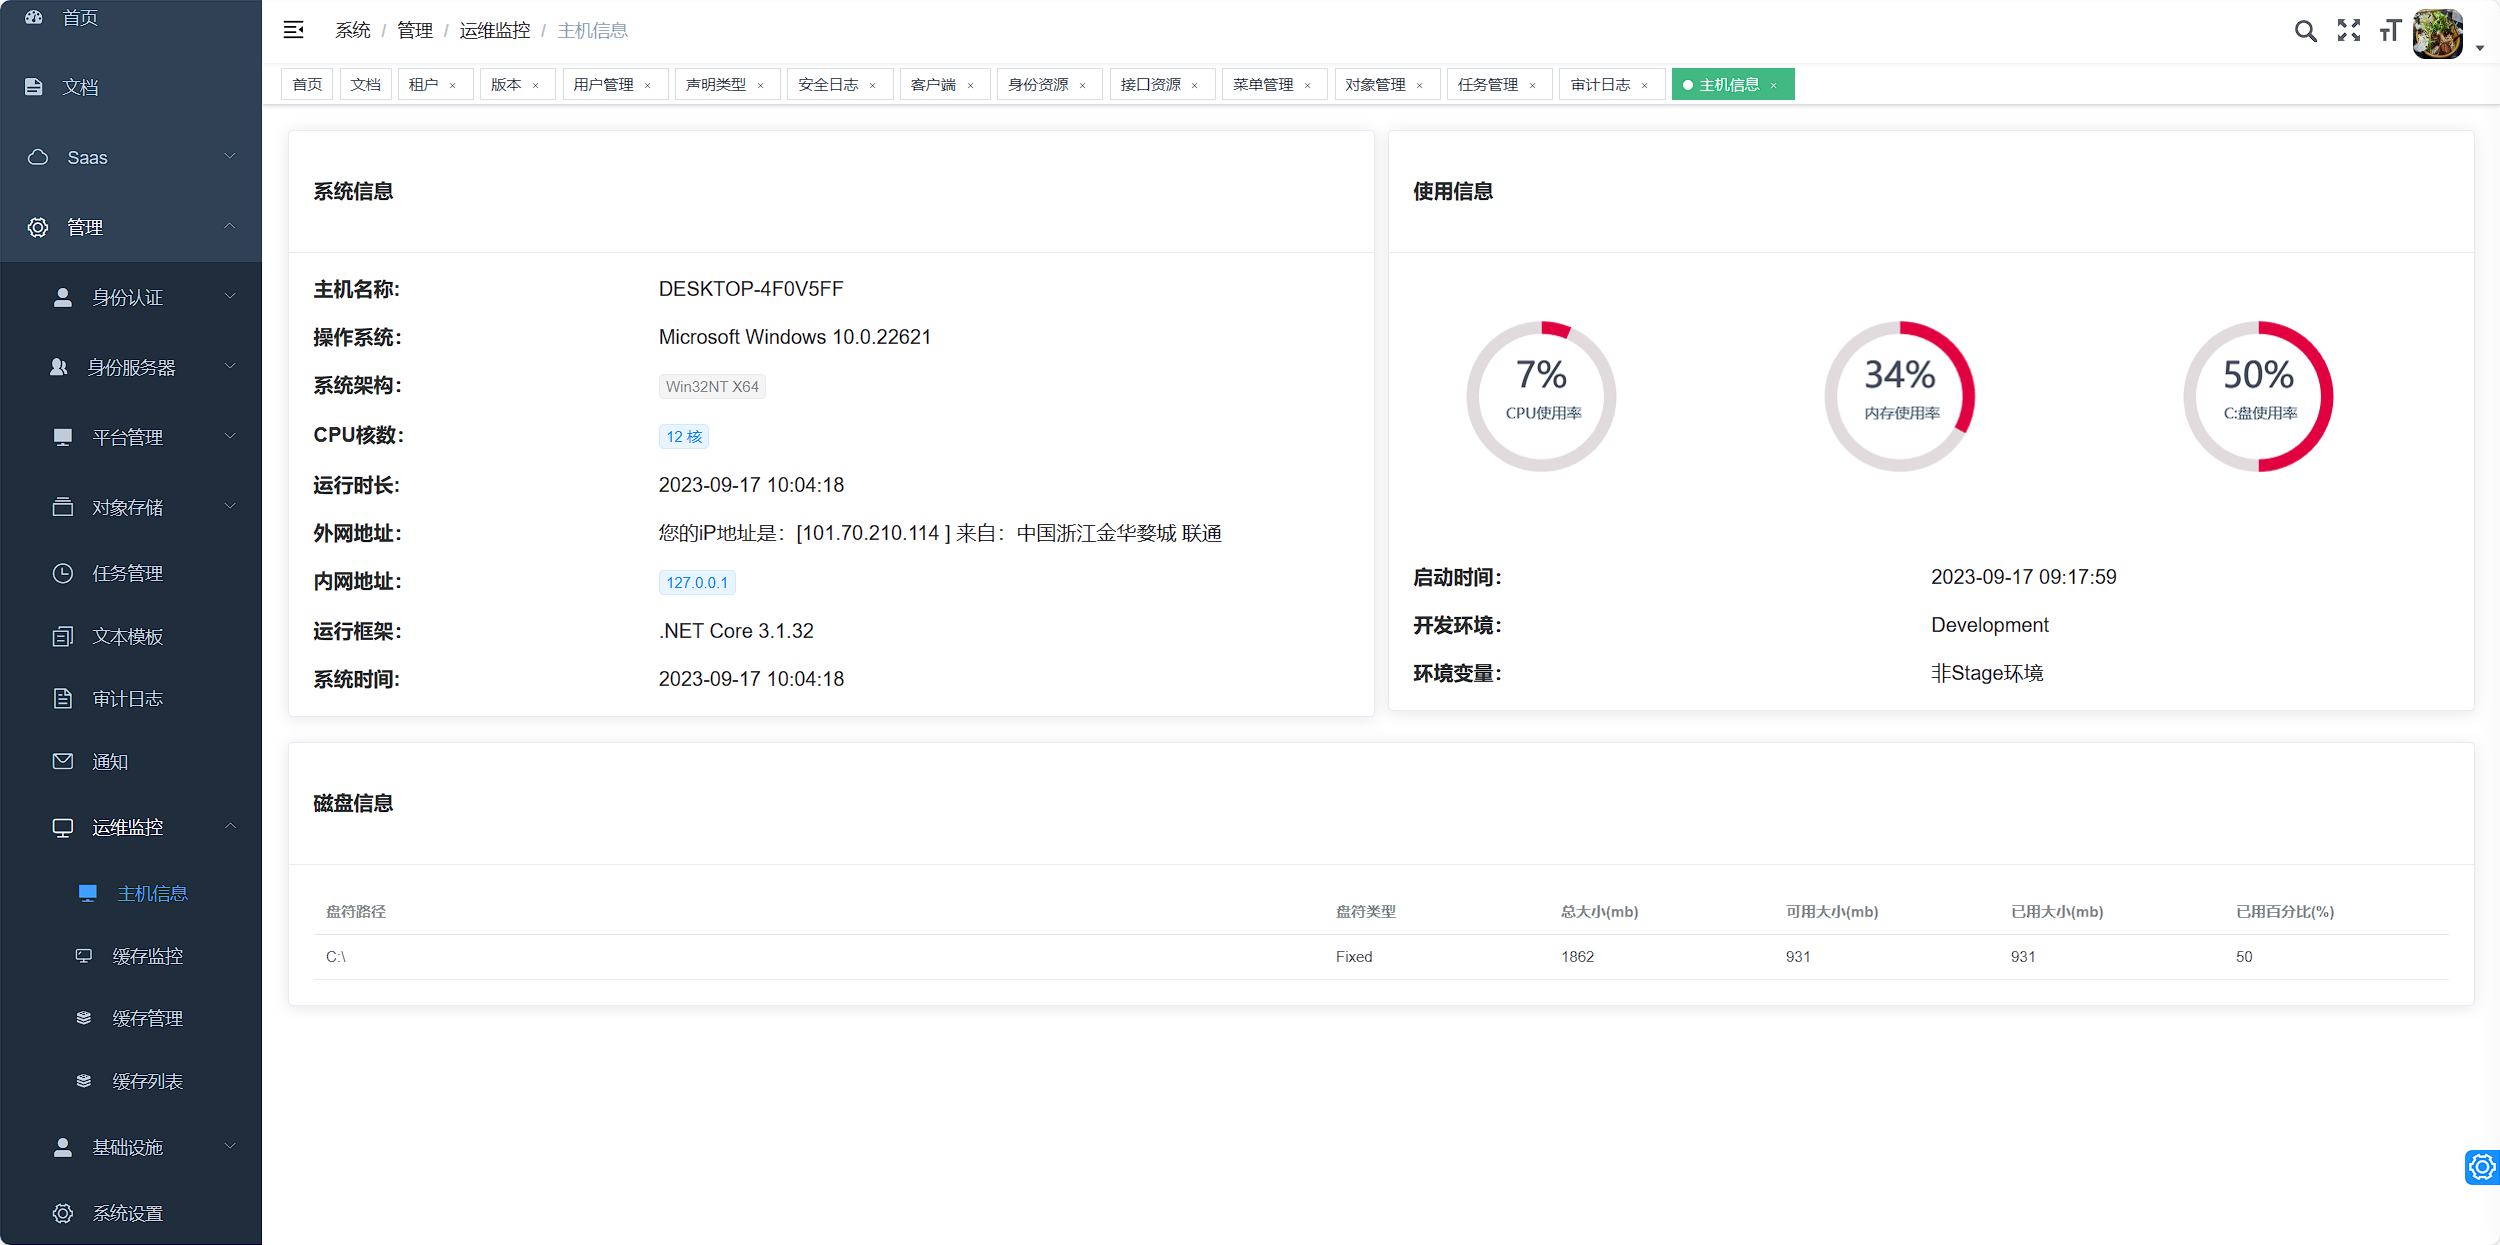 首页
文档
Saas
管理
身份认证
身份服务器
平台管理
对象存储
任务管理
文本模板
审计日志
通知
运维监控
主机信息
缓存监控
缓存管理
缓存列表
基础设施
系统设置
系统 / 管理 / 运维监控 / 主机信息
首页 文档 租户 × 版本 × 用户管理 × 声明类型 × 安全日志 × 客户端 × 身份资源 × 接口资源 × 菜单管理 × 对象管理 × 任务管理 × 审计日志 × 主机信息 ×
系统信息
主机名称: DESKTOP-4F0V5FF
操作系统： Microsoft Windows 10.0.22621
系统架构： Win32NT X64
CPU核数： 12 核
运行时长: 2023-09-17 10:04:18
外网地址： 您的iP地址是：[101.70.210.114 ] 来自：中国浙江金华婺城 联通
内网地址： 127.0.0.1
运行框架： .NET Core 3.1.32
系统时间: 2023-09-17 10:04:18
使用信息
7%
CPU使用率
34%
内存使用率
50%
C:盘使用率
启动时间： 2023-09-17 09:17:59
开发环境： Development
环境变量： 非Stage环境
磁盘信息
盘符路径 盘符类型 总大小(mb) 可用大小(mb) 已用大小(mb) 已用百分比(%)
C:\ Fixed 1862 931 931 50